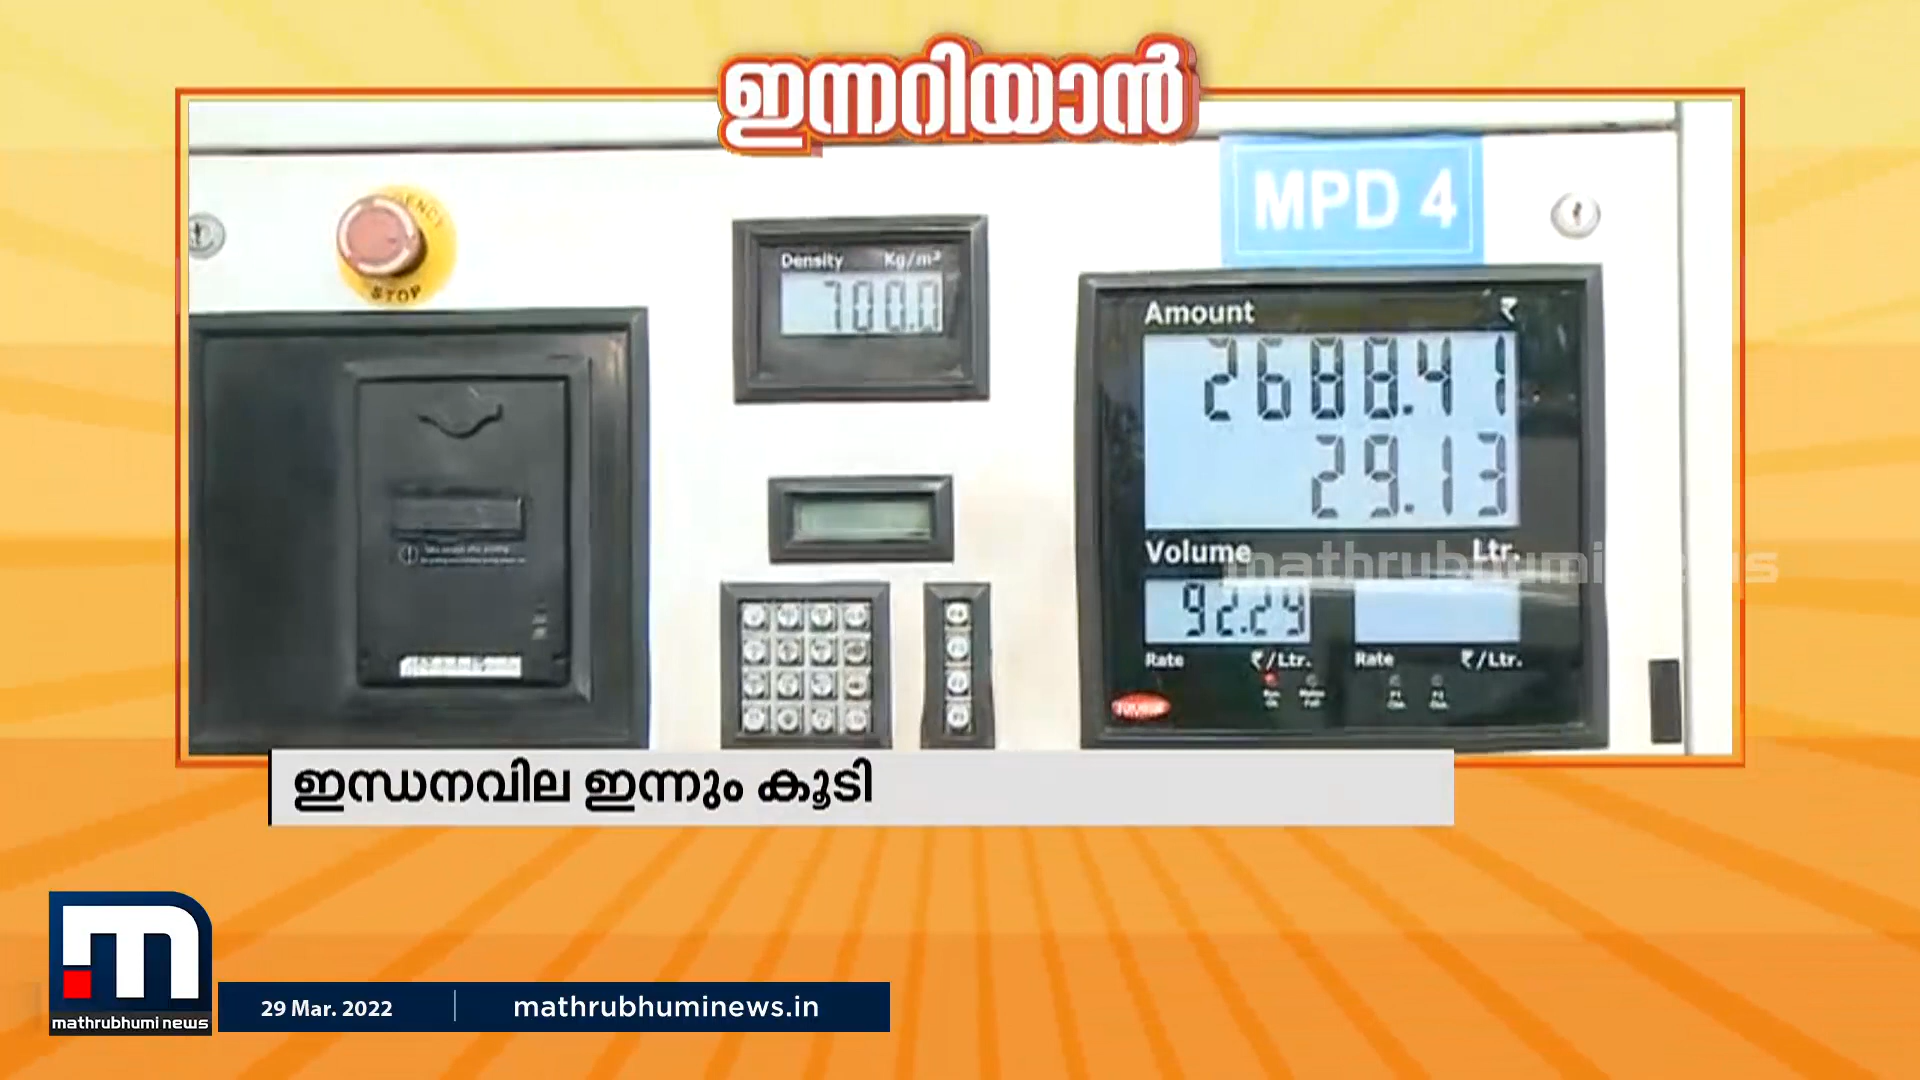 ഇന്നറിയാൻ
MPD 4
GENCY
STOP
Density Kg/m³
700.0
Amount ₹
2688.41
29.13
Volume Ltr.
mathrubhumi news
92.29
Rate ₹/Ltr. Rate ₹/Ltr.
ഇന്ധനവില ഇന്നും കൂടി
mathrubhumi news
29 Mar. 2022
mathrubhuminews.in